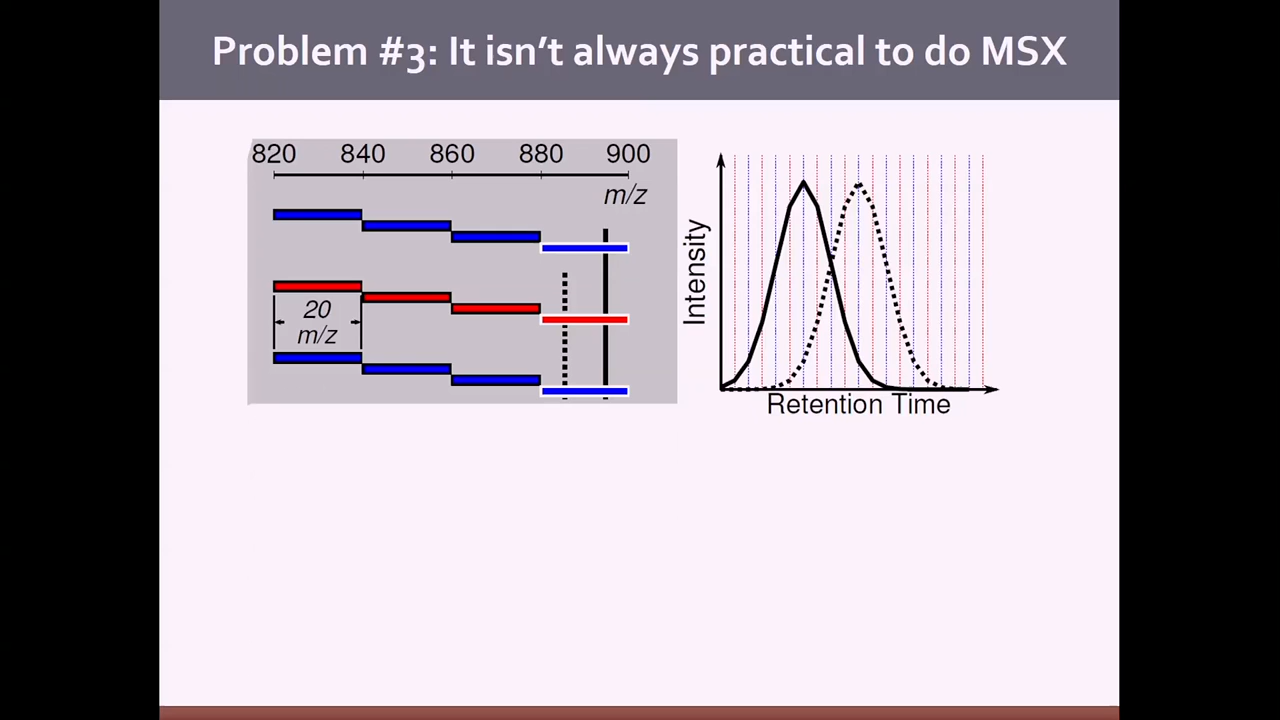 Problem #3: It isn't always practical to do MSX
820 840 860 880 900
m/z
20
m/z
Intensity
Retention Time